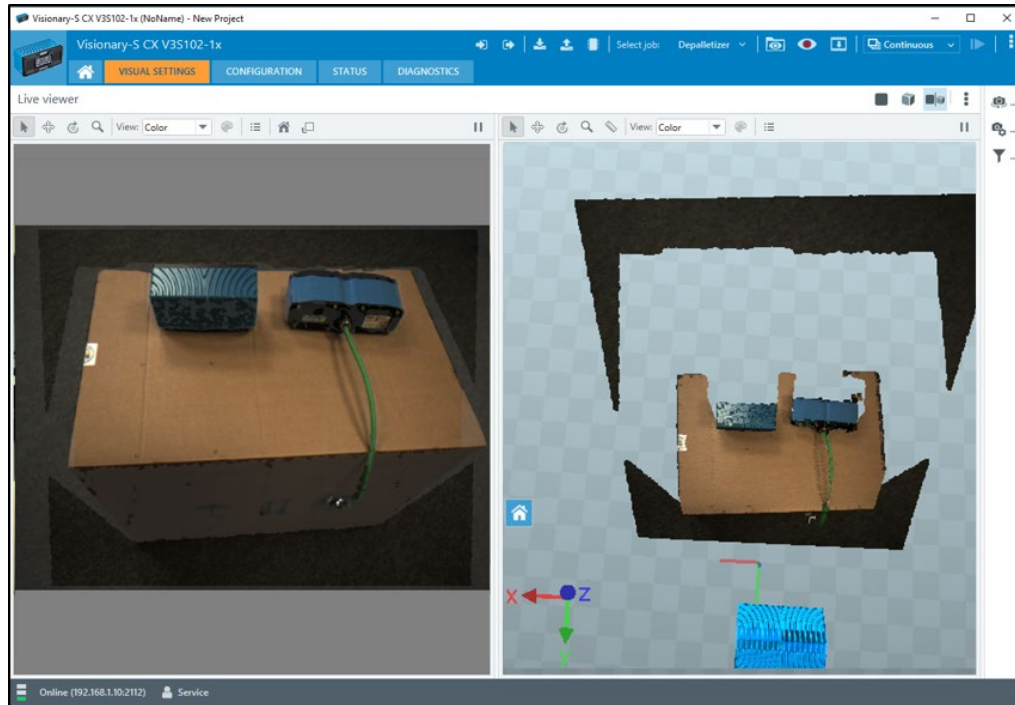 Visionary-S CX V3S102-1x (NoName) - New Project
Visionary-S CX V3S102-1x
Select job: Depalletizer
Continuous
VISUAL SETTINGS CONFIGURATION STATUS DIAGNOSTICS
Live viewer
View: Color
View: Color
X Z
Y
Online (192.168.1.10:2112) Service